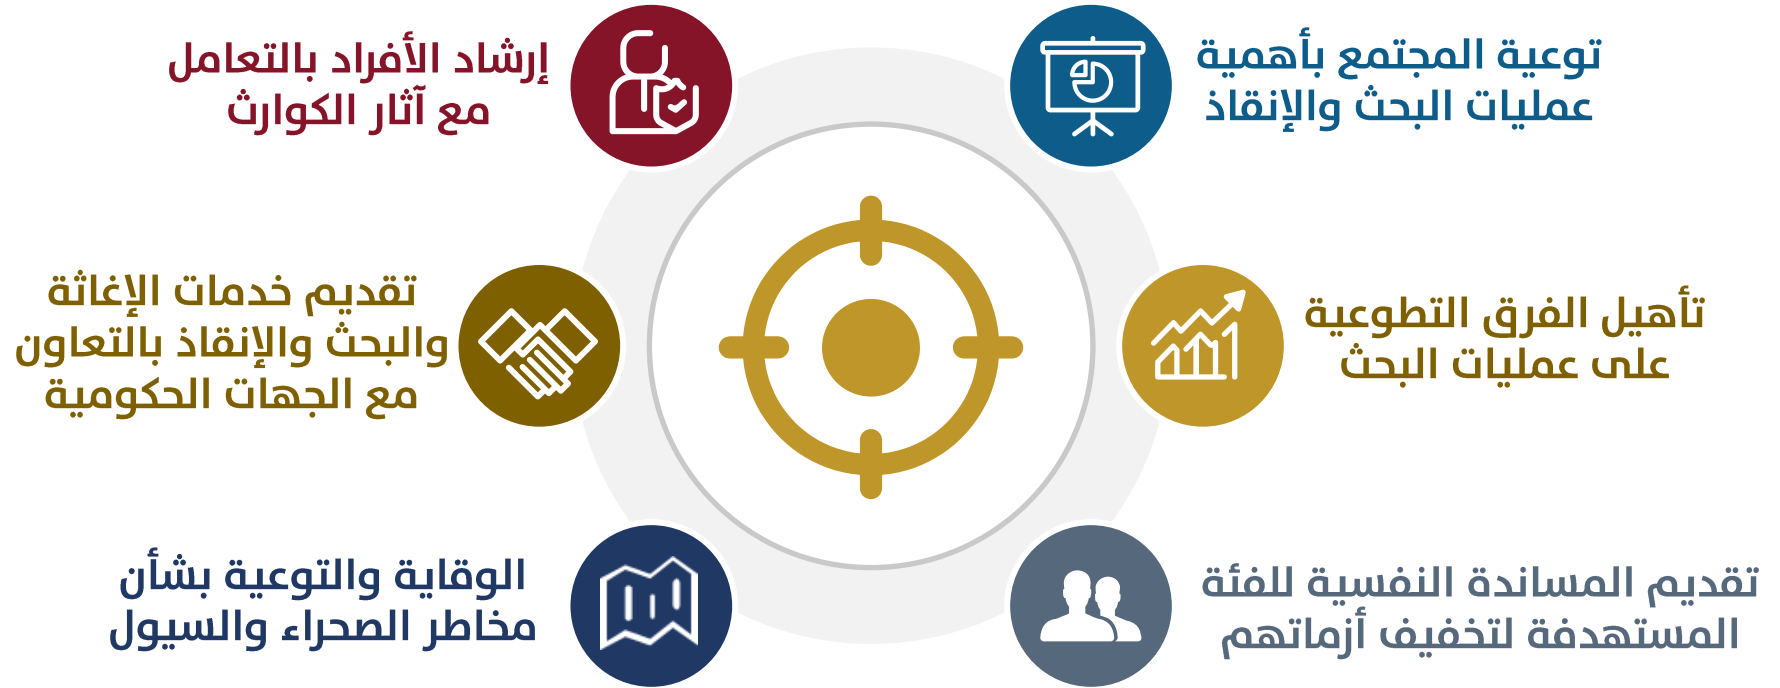 توعية المجتمع بأهمية
عمليات البحث والإنقاذ
إرشاد الأفراد بالتعامل
مع آثار الكوارث
تأهيل الفرق التطوعية
على عمليات البحث
تقديم خدمات الإغاثة
والبحث والإنقاذ بالتعاون
مع الجهات الحكومية
تقديم المساندة النفسية للفئة
المستهدفة لتخفيف أزماتهم
الوقاية والتوعية بشأن
مخاطر الصحراء والسيول